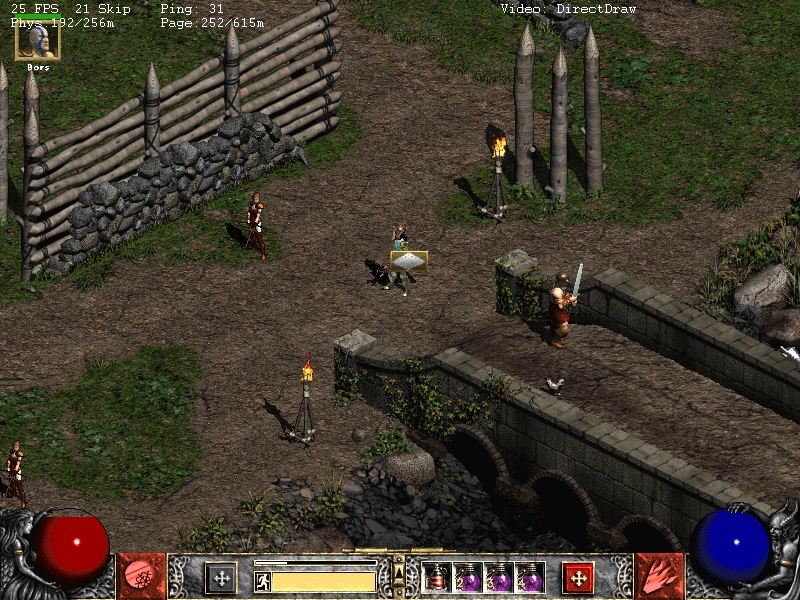 25 FPS 21 Skip Ping: 31 Video: DirectDraw
Phys:192/256m Page:252/615m
Bors